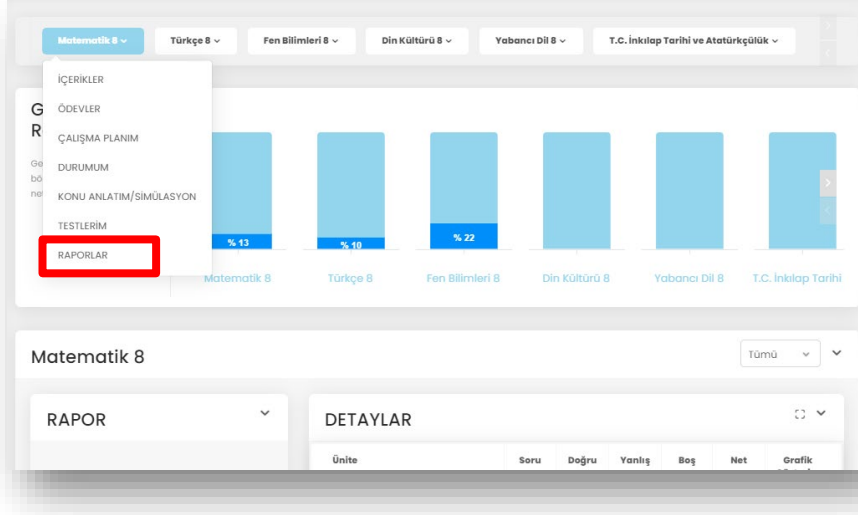 Matematik 8 Türkçe 8 Fen Bilimleri 8 Din Kültürü 8 Yabancı Dil 8 T.C. İnkılap Tarihi ve Atatürkçülük
İÇERİKLER
ÖDEVLER
ÇALIŞMA PLANIM
DURUMUM
KONU ANLATIM/SİMÜLASYON
TESTLERİM
RAPORLAR
G
R
Ge
bö
ne
% 13 % 10 % 22
Matematik 8 Türkçe 8 Fen Bilimleri 8 Din Kültürü 8 Yabancı Dil 8 T.C. İnkılap Tarihi
Matematik 8 Tümü
RAPOR DETAYLAR
Ünite Soru Doğru Yanlış Boş Net Grafik